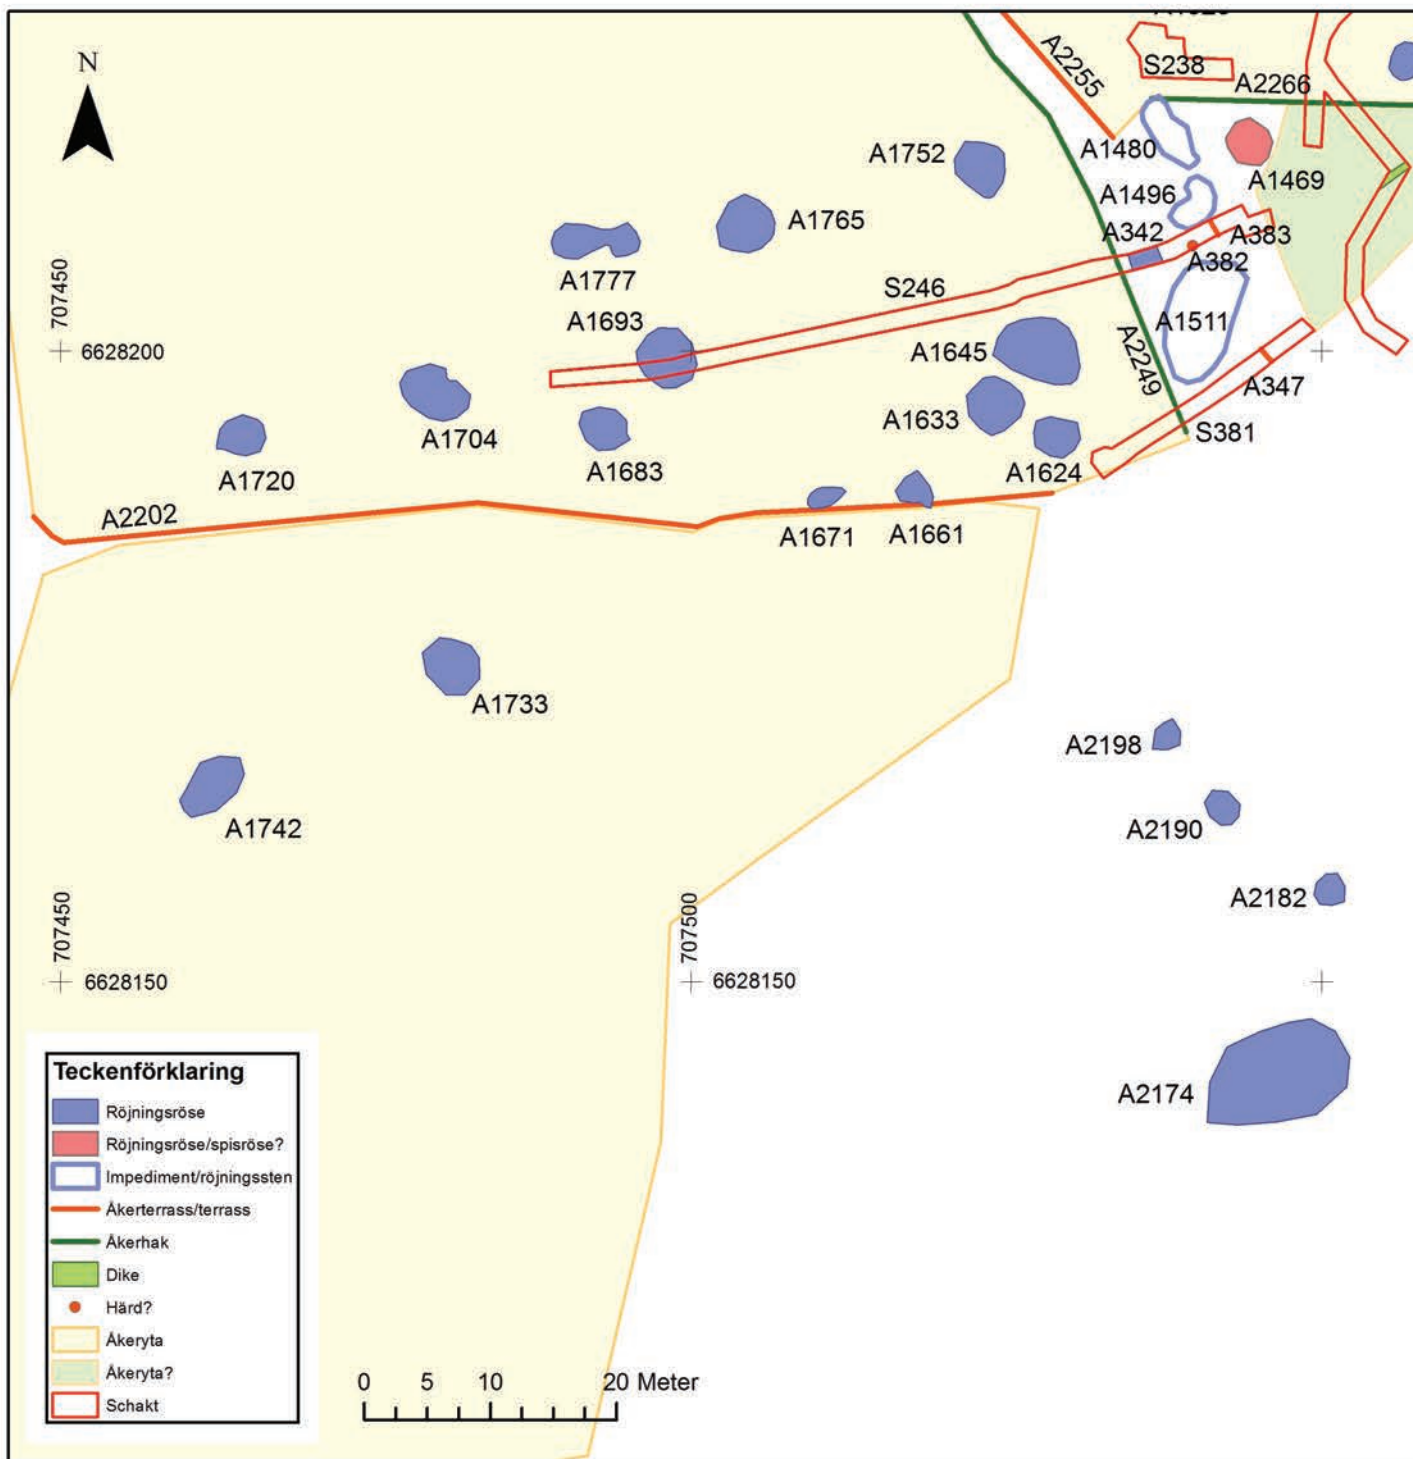 N
A2255
S238
A2266
A1480
A1469
A1752
A1496
A1765
A342
A383
A382
A1777
S246
707450
A1693
A1511
6628200
A1645
A2249
A347
A1633
A1704
S381
A1683
A1624
A1720
A2202
A1671
A1661
A1733
A2198
A1742
A2190
A2182
707450
707500
6628150
6628150
A2174
Teckenförklaring
Röjningsröse
Röjningsröse/spisröse?
Impediment/röjningssten
Åkerterrass/terrass
Åkerhak
Dike
Härd?
Åkeryta
Åkeryta?
Schakt
0 5 10 20 Meter